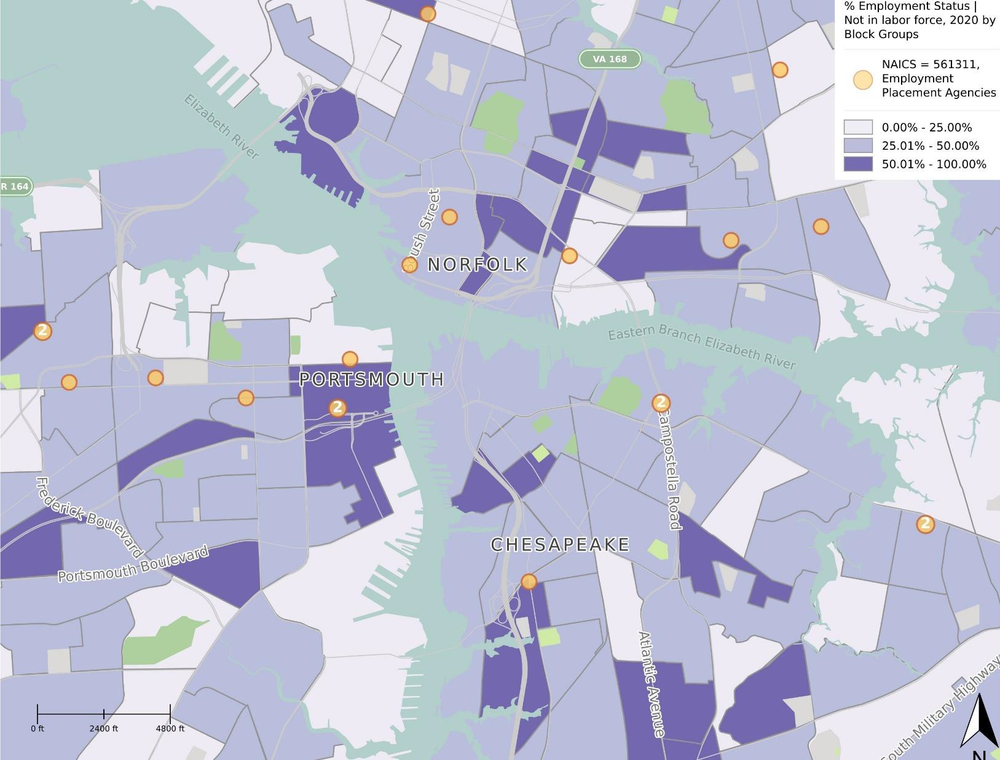 % Employment Status |
Not in labor force, 2020 by
Block Groups
NAICS = 561311,
Employment
Placement Agencies
0.00% - 25.00%
25.01% - 50.00%
50.01% - 100.00%
VA 168
Elizabeth River
R 164
ush Street
NORFOLK
2
Eastern Branch Elizabeth River
PORTSMOUTH
2
2
Campostella Road
Frederick Boulevard
2
CHESAPEAKE
Portsmouth Boulevard
Atlantic Avenue
South Military Highway
0 ft
2400 ft
4800 ft
N